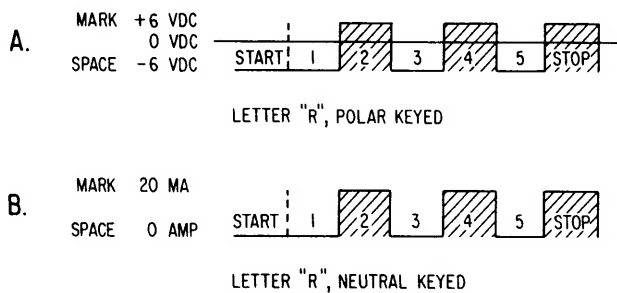 A.
MARK +6 VDC
0 VDC
SPACE -6 VDC
START 1 2 3 4 5 STOP
LETTER "R", POLAR KEYED
B.
MARK 20 MA
SPACE 0 AMP
START 1 2 3 4 5 STOP
LETTER "R", NEUTRAL KEYED